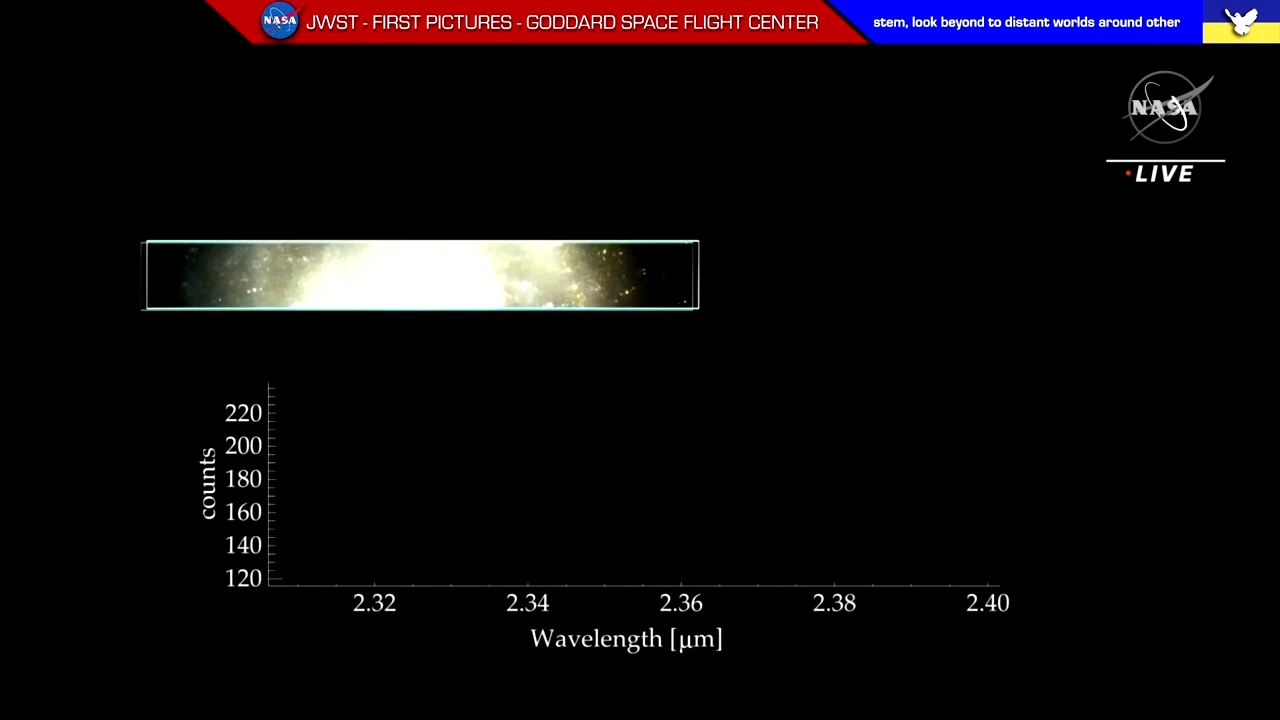 NASA JWST - FIRST PICTURES - GODDARD SPACE FLIGHT CENTER
stem, look beyond to distant worlds around other
NASA
LIVE
220
200
180
160
140
120
counts
2.32 2.34 2.36 2.38 2.40
Wavelength [μm]